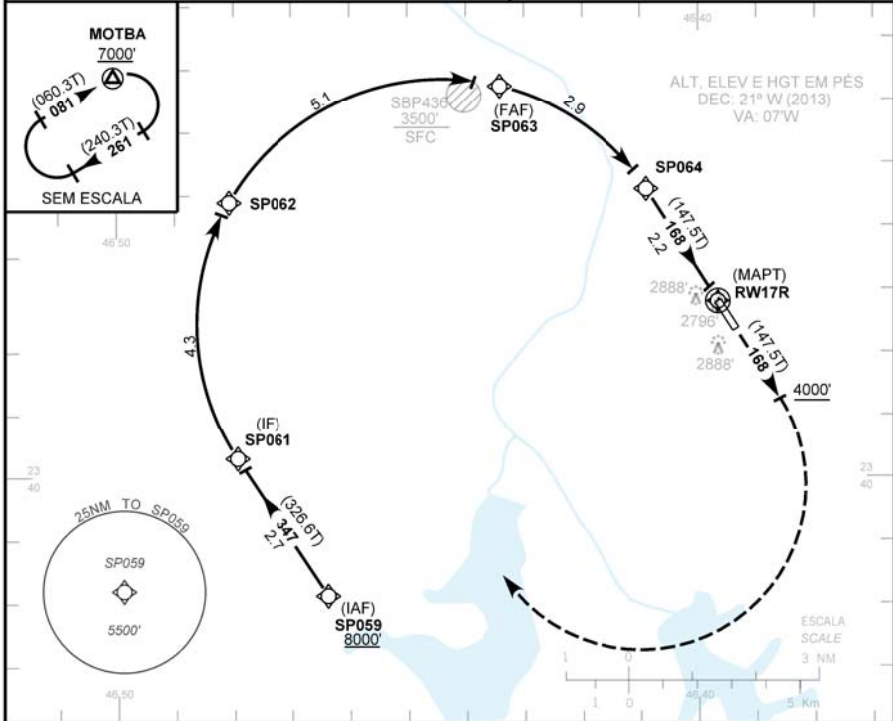 MOTBA
7000'
(060.3T)
081
(240.3T)
261
SEM ESCALA
46 40
ALT, ELEV E HGT EM PÉS
DEC: 21º W (2013)
VA: 07'W
5.1
SBP436
3500'
SFC
(FAF)
SP063
2.9
SP062
SP064
46 50
(147.5T)
168
2.2
(MAPT)
RW17R
2888'
2796'
2888'
(147.5T)
168
4000'
4.3
(IF)
SP061
23
40
23
40
(326.6T)
347
2.7
25NM TO SP059
SP059
5500'
(IAF)
SP059
8000'
ESCALA
SCALE
1 0 3 NM
1 0 5 Km
46 50
46 40